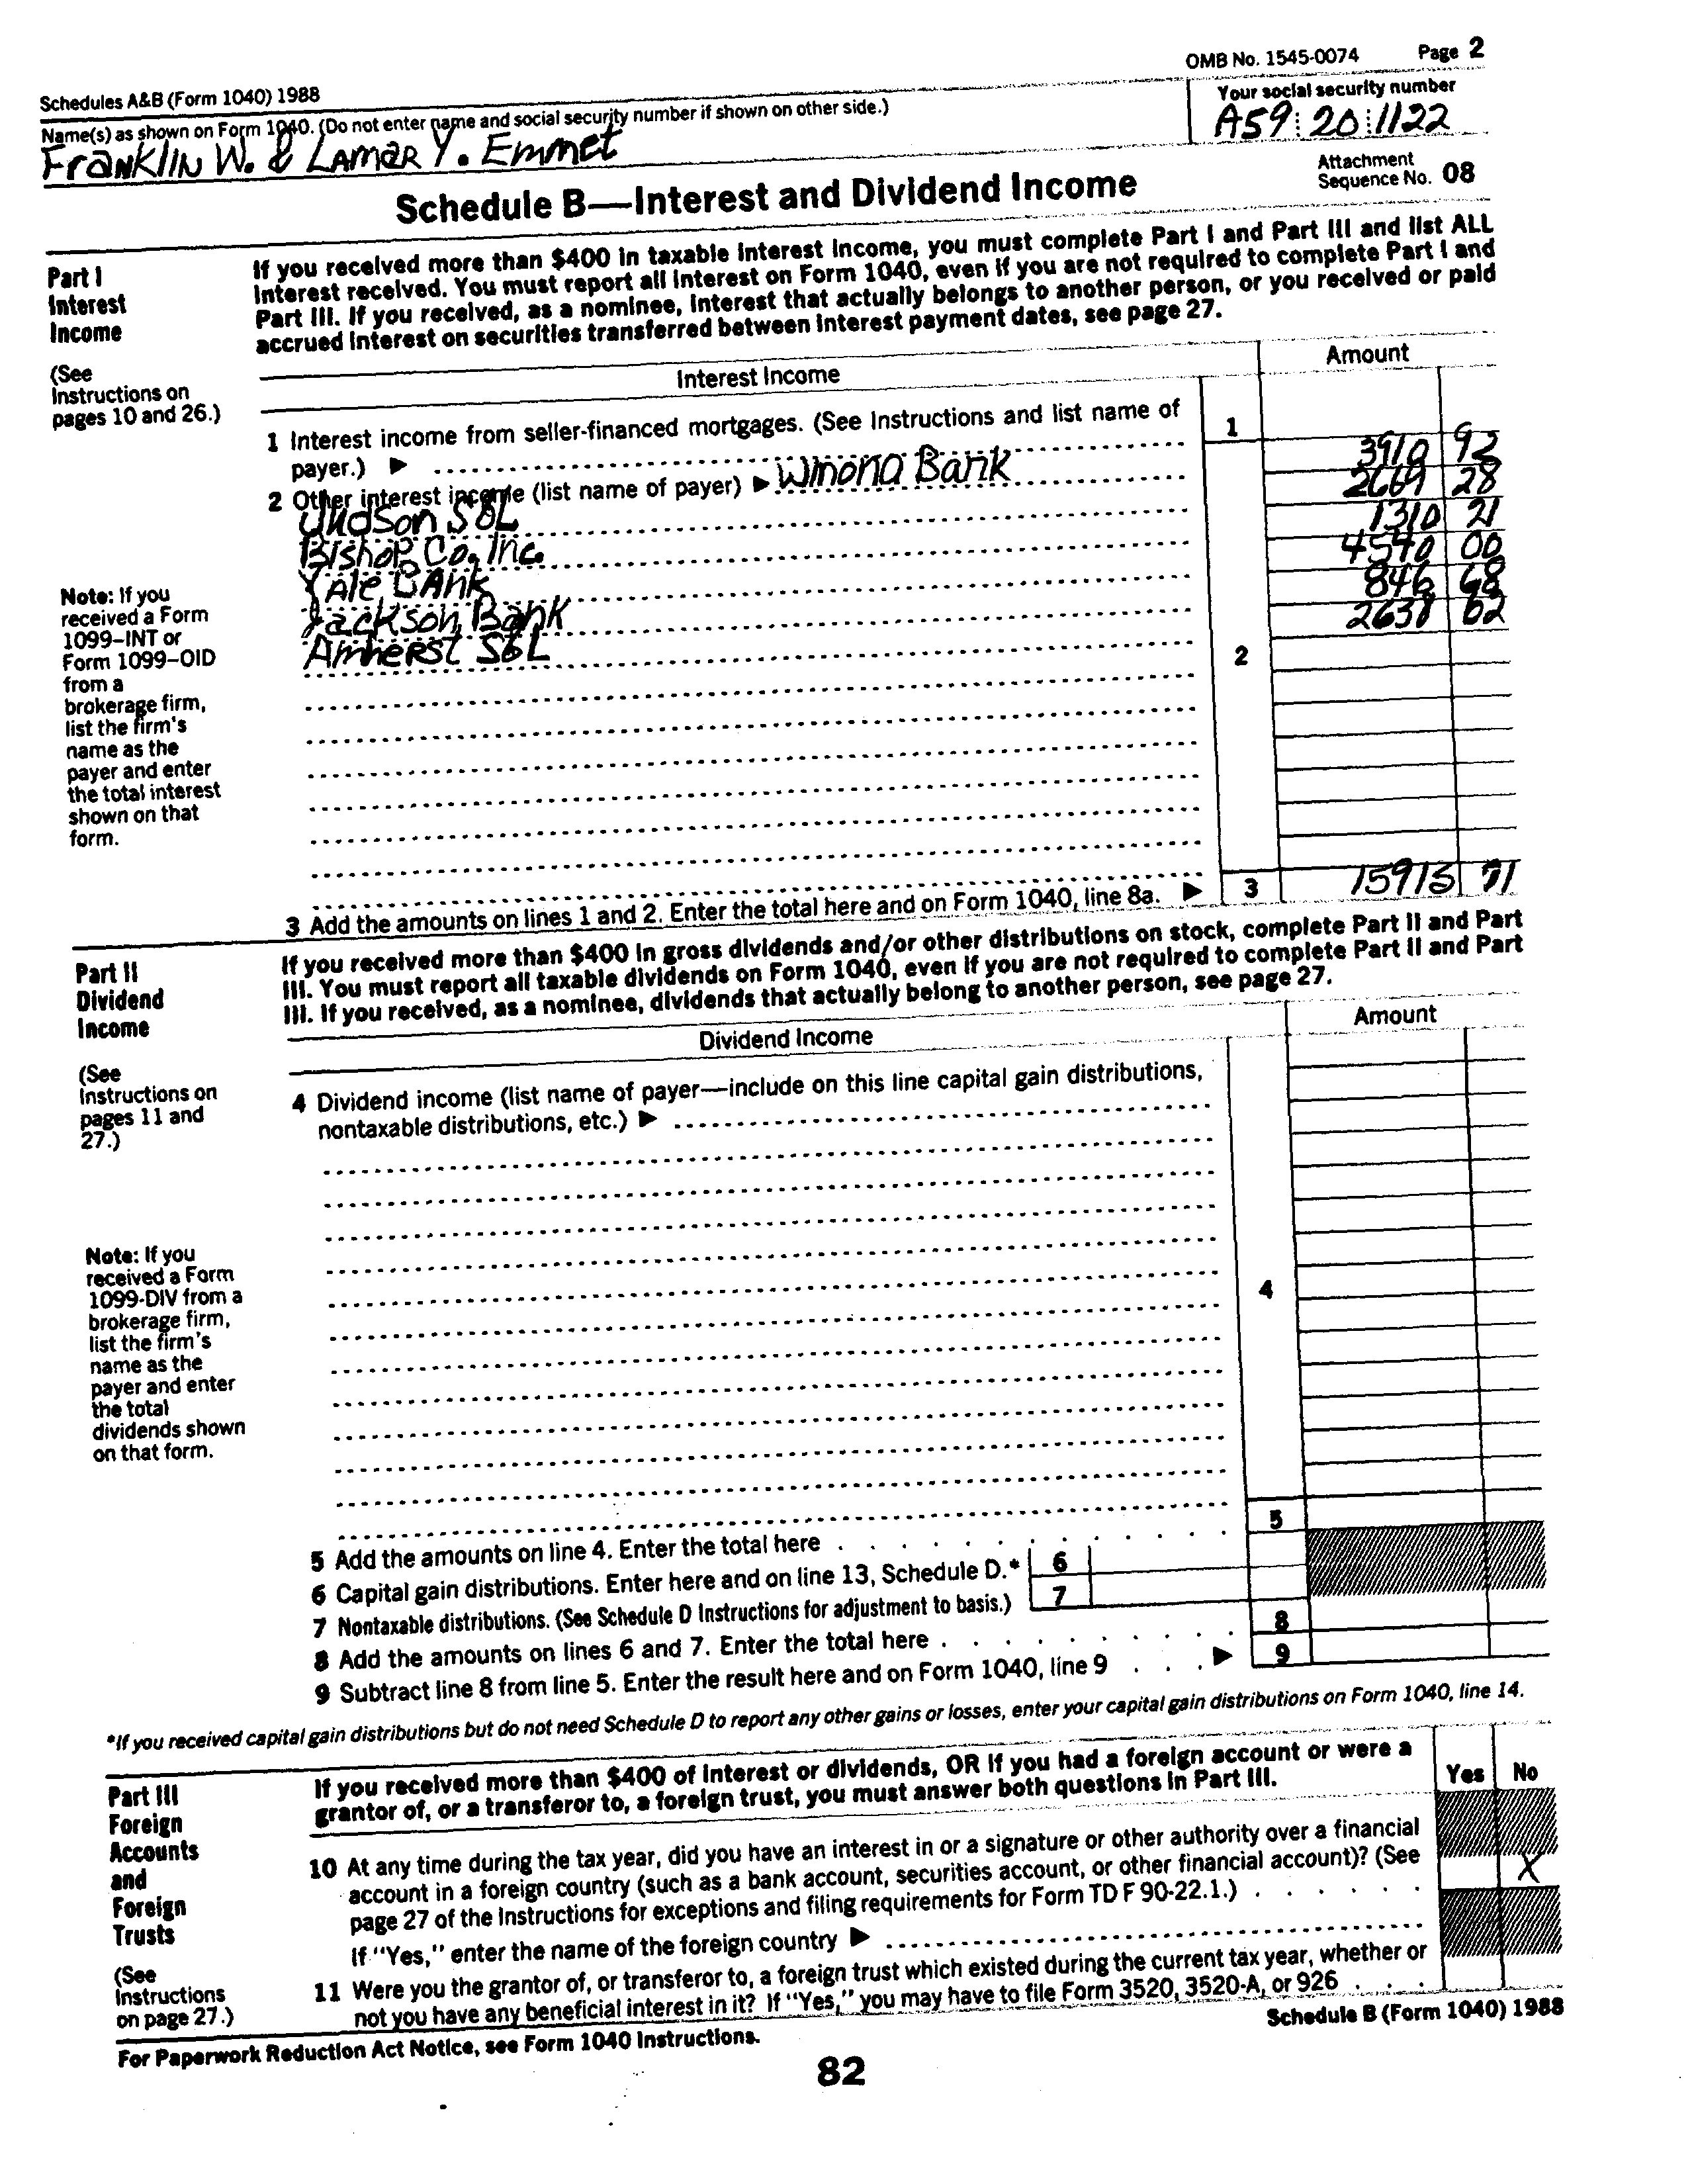 Schedules A&B (Form 1040) 1988
OMB No. 1545-0074
Page 2
Name(s) as shown on Form 1040. (Do not enter name and social security number if shown on other side.)
Your social security number
Franklin W. & Lamar Y. Emmet
A59 20 1122
Schedule B—Interest and Dividend Income
Attachment
Sequence No. 08
Part I
Interest
Income
(See
Instructions on
pages 10 and 26.)
If you received more than $400 in taxable interest income, you must complete Part I and Part III and list ALL
interest received. You must report all interest on Form 1040, even if you are not required to complete Part I and
Part III. If you received, as a nominee, interest that actually belongs to another person, or you received or paid
accrued interest on securities transferred between interest payment dates, see page 27.
Interest Income
Amount
1 Interest income from seller-financed mortgages. (See Instructions and list name of
payer.) ▶
1
2 Other interest income (list name of payer) ▶ Winona Bank
3910 92
Judson S&L
2669 28
Bishop, Co. Inc.
1310 21
Yale Bank
4540 00
Jackson Bank
846 68
Amherst S&L
2638 62
2
Note: If you
received a Form
1099–INT or
Form 1099–OID
from a
brokerage firm,
list the firm's
name as the
payer and enter
the total interest
shown on that
form.
3 Add the amounts on lines 1 and 2. Enter the total here and on Form 1040, line 8a. ▶
3
15915 71
Part II
Dividend
Income
(See
Instructions on
pages 11 and
27.)
If you received more than $400 in gross dividends and/or other distributions on stock, complete Part II and Part
III. You must report all taxable dividends on Form 1040, even if you are not required to complete Part II and Part
III. If you received, as a nominee, dividends that actually belong to another person, see page 27.
Dividend Income
Amount
4 Dividend income (list name of payer—include on this line capital gain distributions,
nontaxable distributions, etc.) ▶
4
Note: If you
received a Form
1099-DIV from a
brokerage firm,
list the firm's
name as the
payer and enter
the total
dividends shown
on that form.
5 Add the amounts on line 4. Enter the total here . . . . . . . . . . .
5
6 Capital gain distributions. Enter here and on line 13, Schedule D.*
6
7 Nontaxable distributions. (See Schedule D Instructions for adjustment to basis.)
7
8 Add the amounts on lines 6 and 7. Enter the total here . . . . . . . . .
8
9 Subtract line 8 from line 5. Enter the result here and on Form 1040, line 9 . . . ▶
9
*If you received capital gain distributions but do not need Schedule D to report any other gains or losses, enter your capital gain distributions on Form 1040, line 14.
Part III
Foreign
Accounts
and
Foreign
Trusts
(See
Instructions
on page 27.)
If you received more than $400 of interest or dividends, OR if you had a foreign account or were a
grantor of, or a transferor to, a foreign trust, you must answer both questions in Part III.
Yes
No
10 At any time during the tax year, did you have an interest in or a signature or other authority over a financial
account in a foreign country (such as a bank account, securities account, or other financial account)? (See
page 27 of the Instructions for exceptions and filing requirements for Form TD F 90-22.1.) . . . . . .
X
If "Yes," enter the name of the foreign country ▶
11 Were you the grantor of, or transferor to, a foreign trust which existed during the current tax year, whether or
not you have any beneficial interest in it? If "Yes," you may have to file Form 3520, 3520-A, or 926 . . . .
For Paperwork Reduction Act Notice, see Form 1040 Instructions.
Schedule B (Form 1040) 1988
82